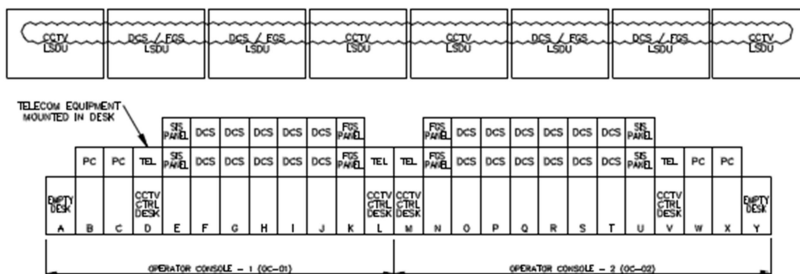 CCTV LSDU
DCS / FGS LSDU
DCS / FGS LSDU
CCTV LSDU
CCTV LSDU
DCS / FGS LSDU
DCS / FGS LSDU
CCTV LSDU
TELECOM EQUIPMENT
MOUNTED IN DESK
SIS PANEL DCS DCS DCS DCS DCS FGS PANEL FGS PANEL DCS DCS DCS DCS DCS DCS SIS PANEL
PC PC TEL SIS PANEL DCS DCS DCS DCS DCS FGS PANEL TEL TEL FGS PANEL DCS DCS DCS DCS DCS DCS SIS PANEL TEL PC PC
EMPTY DESK CCTV CTRL DESK CCTV CTRL DESK CCTV CTRL DESK CCTV CTRL DESK EMPTY DESK
A B C D E F G H I J K L M N O P Q R S T U V W X Y
OPERATOR CONSOLE - 1 (OC-01) OPERATOR CONSOLE - 2 (OC-02)